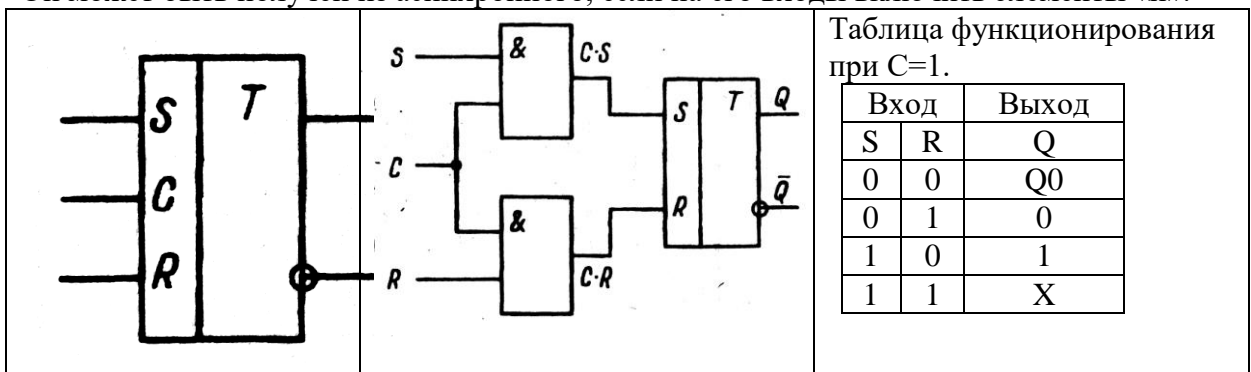 S T
C
R
S & C·S
C
R & C·R
S T Q
R Q̄
Таблица функционирования
при C=1.
Вход Выход
S R Q
0 0 Q0
0 1 0
1 0 1
1 1 X